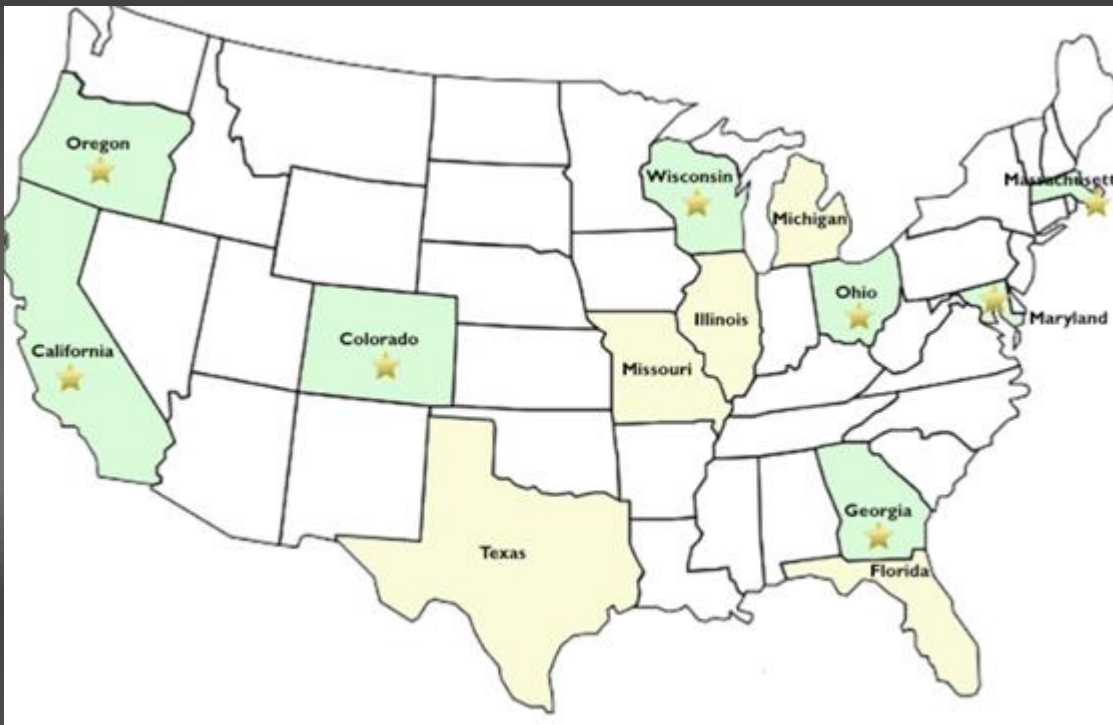 Oregon
Wisconsin
Massachusett
Michigan
Ohio
Illinois
Maryland
California
Colorado
Missouri
Georgia
Texas
Florida